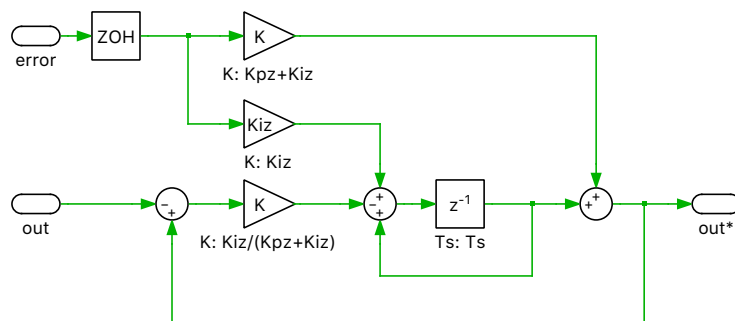 ZOH
K
error
K: Kpz+Kiz
Kiz
K: Kiz
-
+
K
+
-
+
z-1
+
+
out
K: Kiz/(Kpz+Kiz)
Ts: Ts
out*